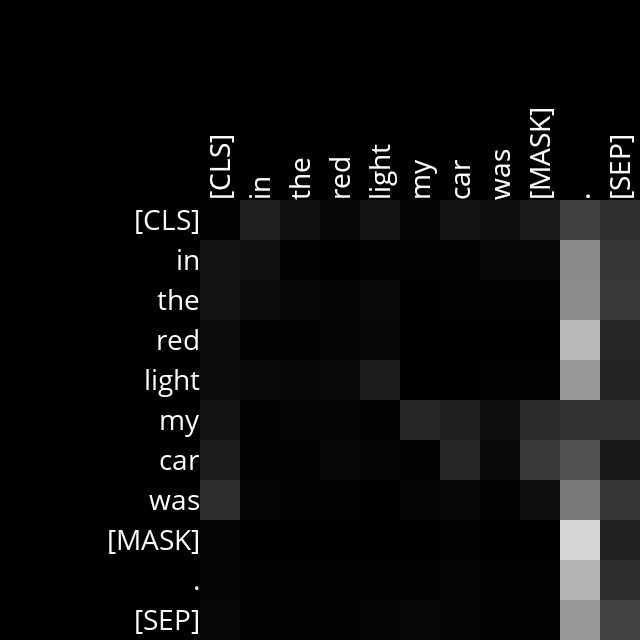 [CLS] in the red light my car was [MASK] . [SEP]
[CLS]
in
the
red
light
my
car
was
[MASK]
.
[SEP]